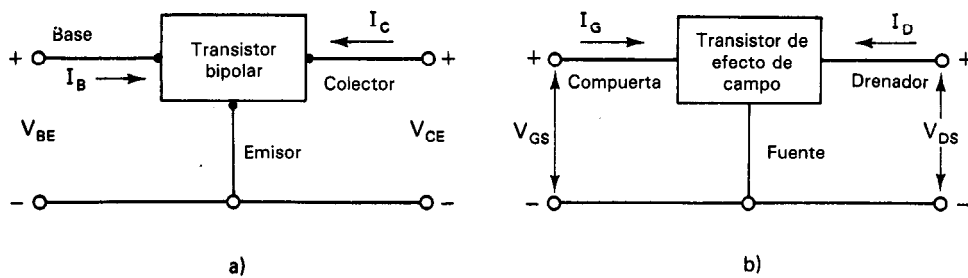 Base
I_B
Transistor
bipolar
I_C
Colector
+
+
V_BE
V_CE
Emisor
-
-
a)
I_G
Compuerta
Transistor de
efecto de
campo
I_D
Drenador
+
+
V_GS
V_DS
Fuente
-
-
b)